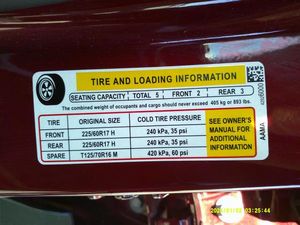 TIRE AND LOADING INFORMATION
SEATING CAPACITY TOTAL 5 FRONT 2 REAR 3
The combined weight of occupants and cargo should never exceed 405 kg or 893 lbs.
TIRE ORIGINAL SIZE COLD TIRE PRESSURE
FRONT 225/60R17 H 240 kPa, 35 psi
REAR 225/60R17 H 240 kPa, 35 psi
SPARE T125/70R16 M 420 kPa, 60 psi
SEE OWNER'S
MANUAL FOR
ADDITIONAL
INFORMATION
AAMA
03:25:44